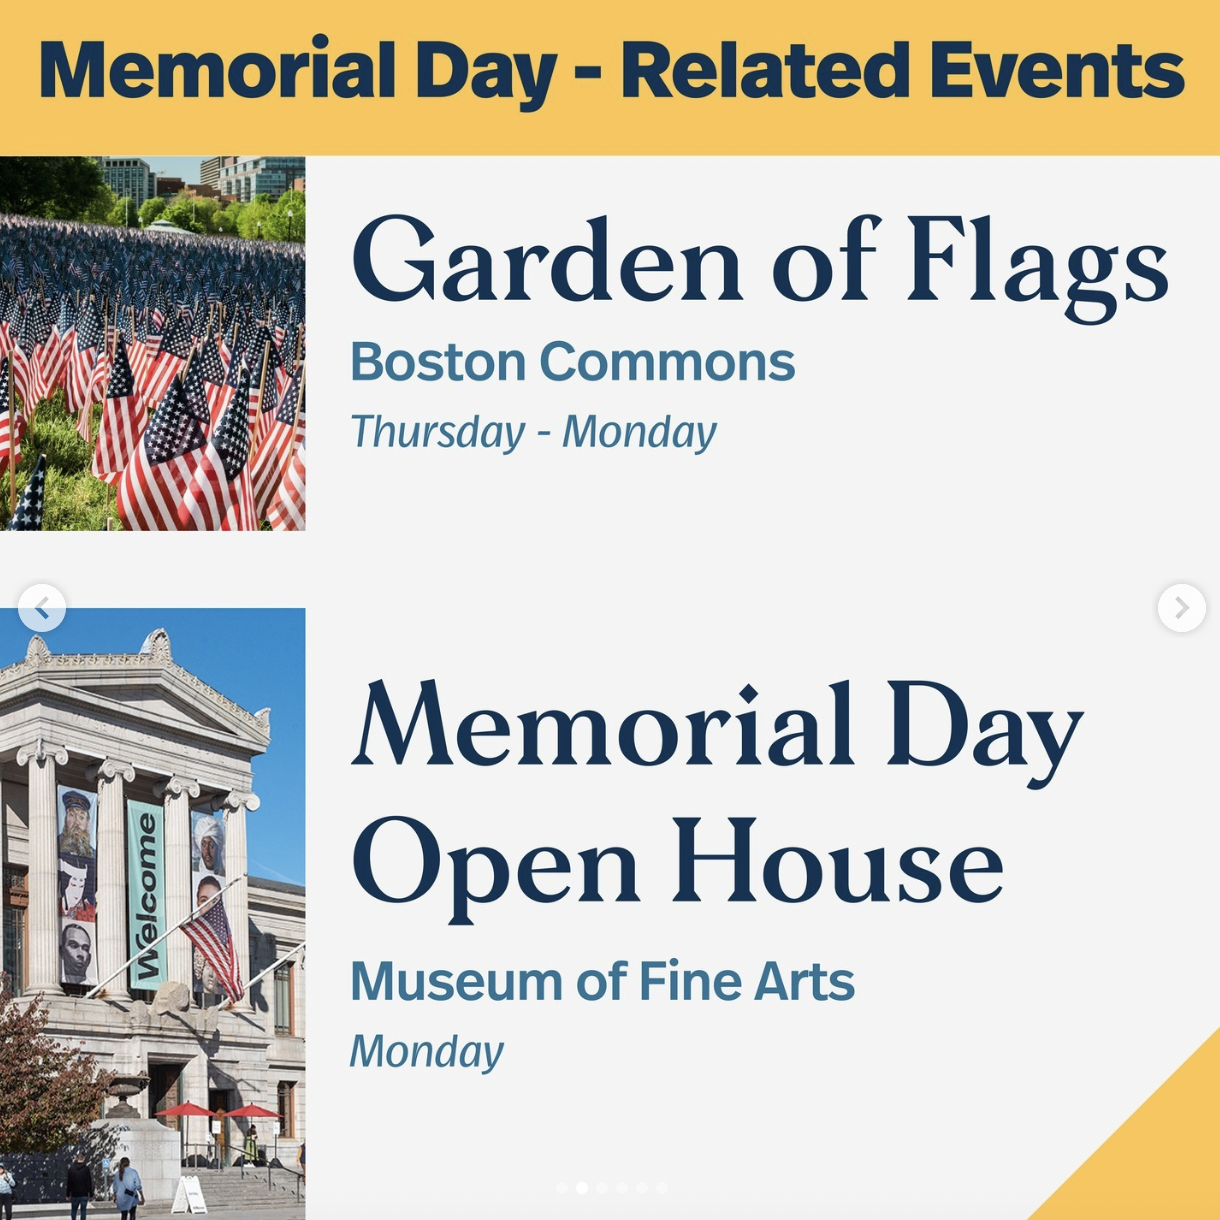 Memorial Day - Related Events
Garden of Flags
Boston Commons
Thursday - Monday
Memorial Day
Open House
Museum of Fine Arts
Monday
Welcome